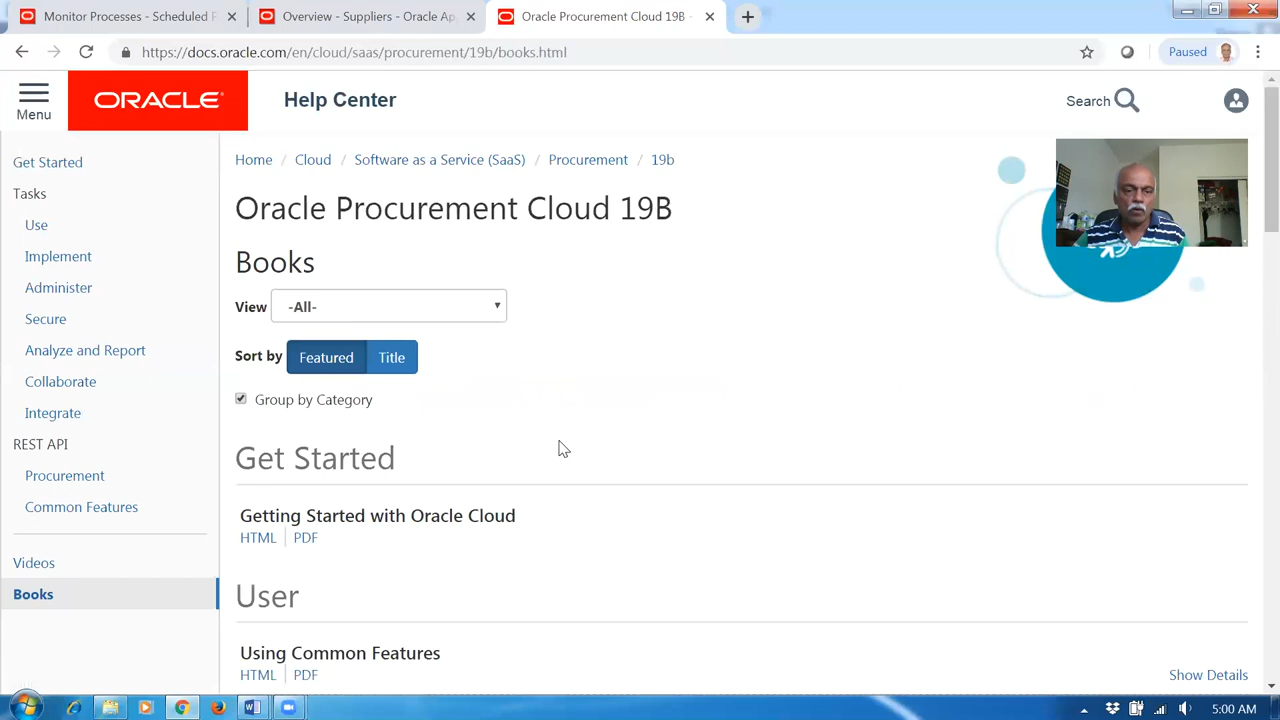 Monitor Processes - Scheduled P
Overview - Suppliers - Oracle Ap
Oracle Procurement Cloud 19B -
https://docs.oracle.com/en/cloud/saas/procurement/19b/books.html
Paused
Menu
ORACLE
Help Center
Search
Get Started
Tasks
Use
Implement
Administer
Secure
Analyze and Report
Collaborate
Integrate
REST API
Procurement
Common Features
Videos
Books
Home / Cloud / Software as a Service (SaaS) / Procurement / 19b
Oracle Procurement Cloud 19B
Books
View -All-
Sort by Featured Title
Group by Category
Get Started
Getting Started with Oracle Cloud
HTML PDF
User
Using Common Features
HTML PDF
Show Details
5:00 AM